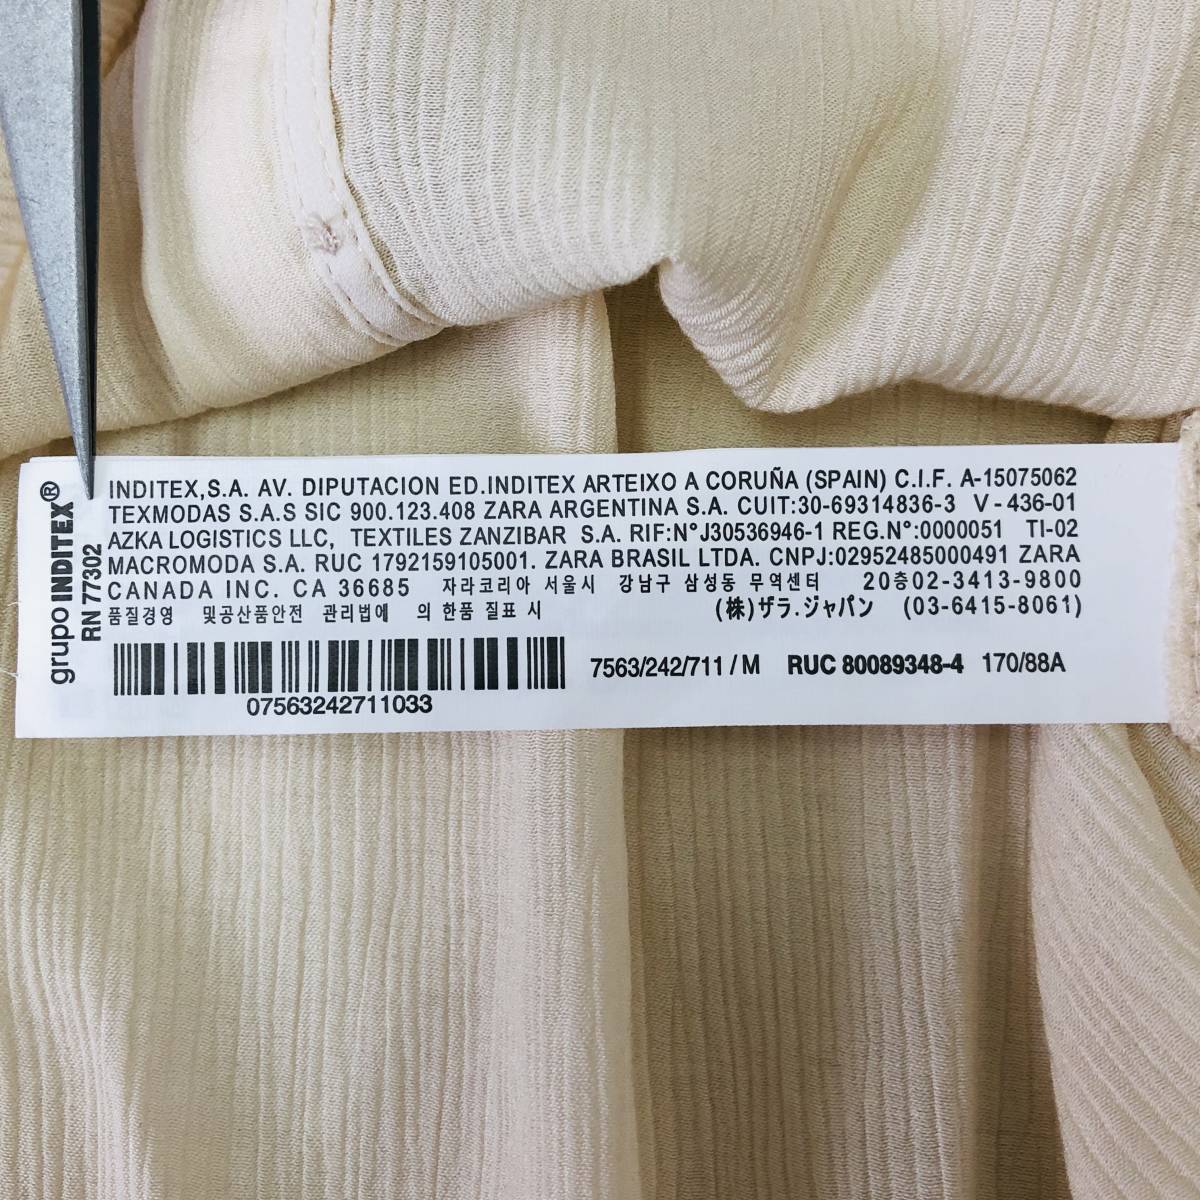 grupo INDITEX®
RN 77302
INDITEX,S.A. AV. DIPUTACION ED.INDITEX ARTEIXO A CORUÑA (SPAIN) C.I.F. A-15075062
TEXMODAS S.A.S SIC 900.123.408 ZARA ARGENTINA S.A. CUIT:30-69314836-3 V-436-01
AZKA LOGISTICS LLC, TEXTILES ZANZIBAR S.A. RIF:N°J30536946-1 REG.N°:0000051 TI-02
MACROMODA S.A. RUC 1792159105001. ZARA BRASIL LTDA. CNPJ:02952485000491 ZARA
CANADA INC. CA 36685 자라코리아 서울시 강남구 삼성동 무역센터 20층02-3413-9800
품질경영 및공산품안전 관리법에 의 한품 질표 시 (株)ザラ.ジャパン (03-6415-8061)
7563/242/711 / M RUC 80089348-4 170/88A
07563242711033